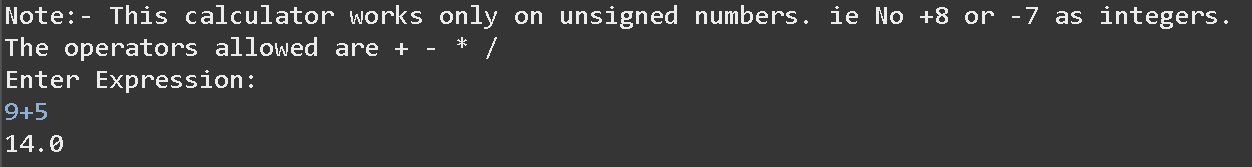 Note:- This calculator works only on unsigned numbers. ie No +8 or -7 as integers.
The operators allowed are + - * /
Enter Expression:
9+5
14.0